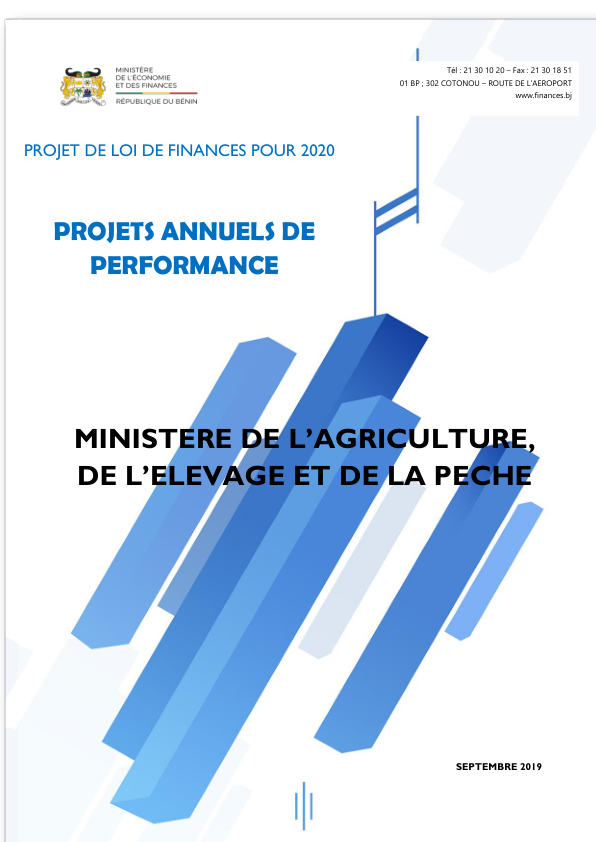 MINISTÈRE
DE L'ÉCONOMIE
ET DES FINANCES
RÉPUBLIQUE DU BÉNIN
Tél : 21 30 10 20 – Fax : 21 30 18 51
01 BP ; 302 COTONOU – ROUTE DE L'AEROPORT
www.finances.bj
PROJET DE LOI DE FINANCES POUR 2020
PROJETS ANNUELS DE
PERFORMANCE
MINISTERE DE L'AGRICULTURE,
DE L'ELEVAGE ET DE LA PECHE
SEPTEMBRE 2019